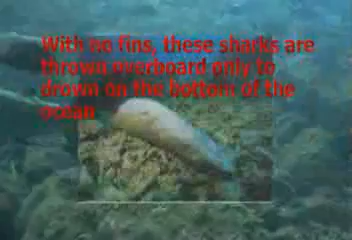 With no fins, these sharks are
thrown overboard only to
drown on the bottom of the
ocean